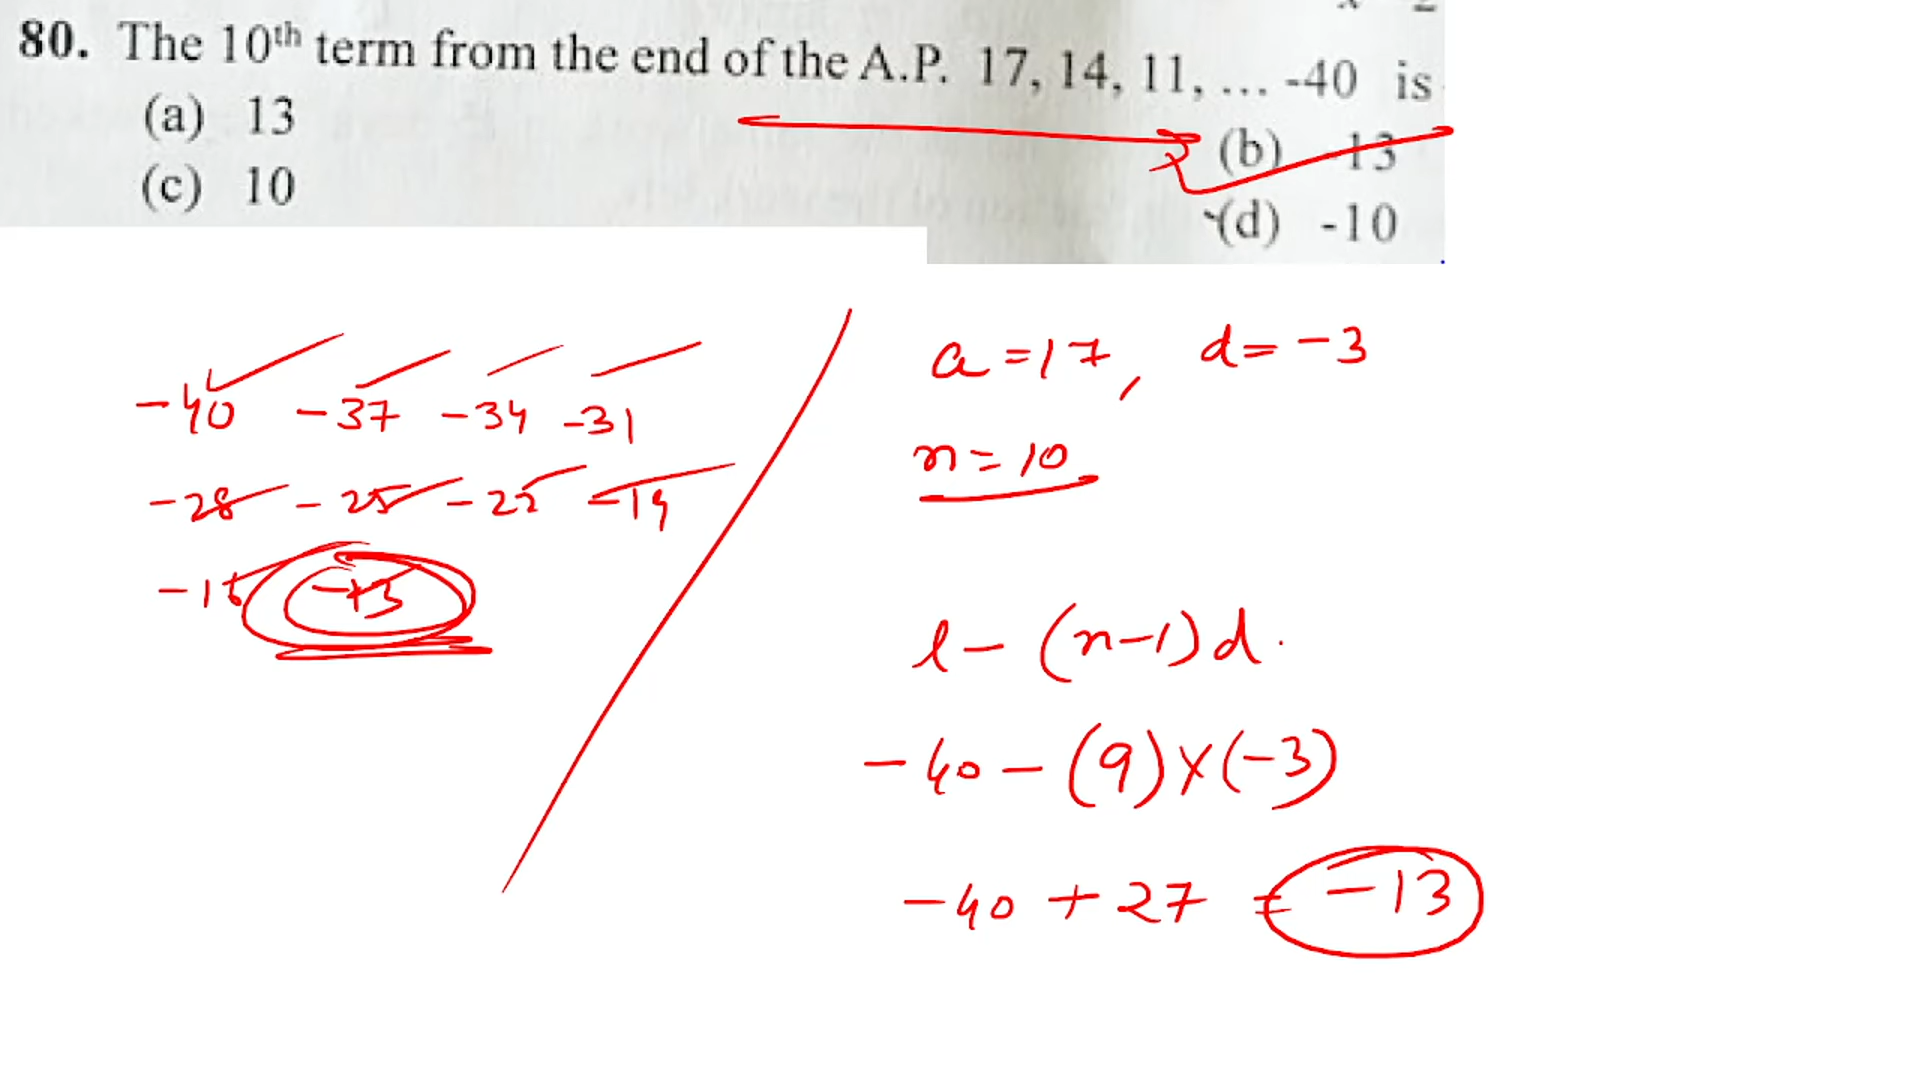 80. The 10th term from the end of the A.P. 17, 14, 11, ... -40 is
(a) 13
(b) -13
(c) 10
(d) -10
-40 -37 -34 -31
-28 -25 -22 -19
-16 -13
a = 17, d = -3
n = 10
l - (n-1)d.
-40 - (9)×(-3)
-40 + 27 = -13